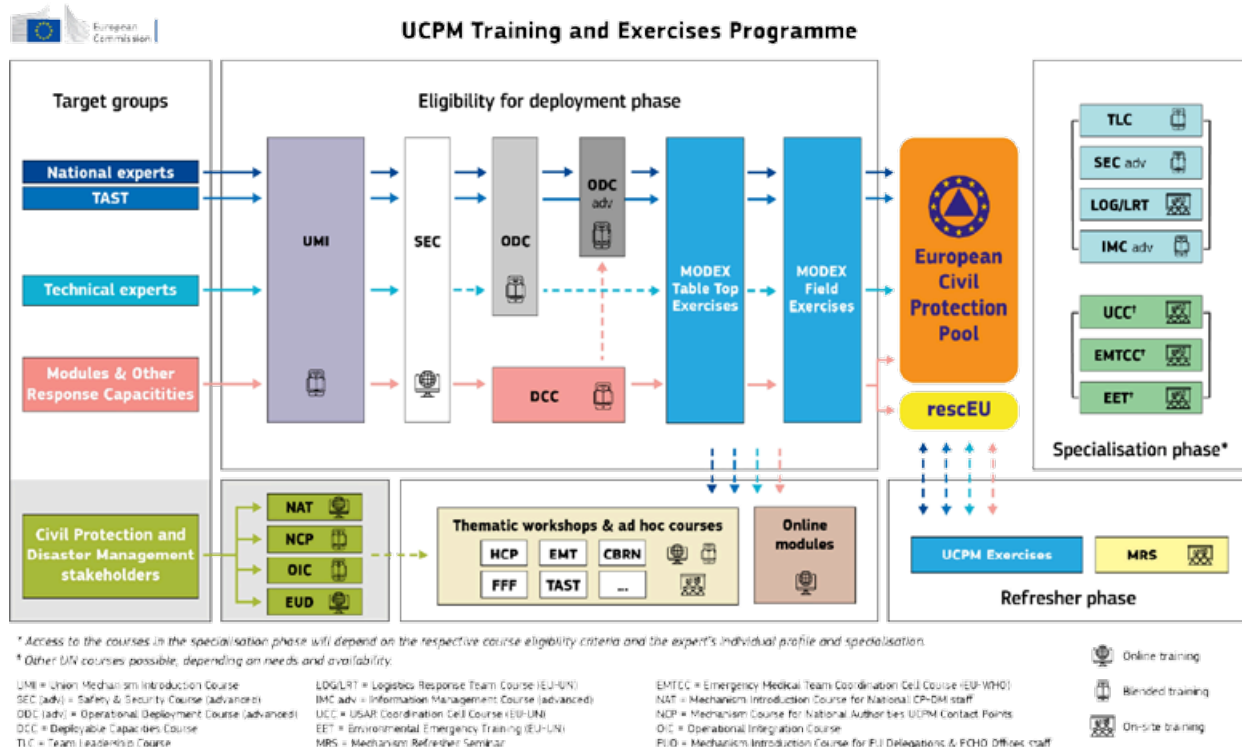 European
Commission
UCPM Training and Exercises Programme
Target groups
National experts
TAST
Technical experts
Modules & Other
Response Capacitities
Civil Protection and
Disaster Management
stakeholders
Eligibility for deployment phase
UMI
SEC
ODC
ODC
adv
DCC
MODEX
Table Top
Exercises
MODEX
Field
Exercises
European
Civil
Protection
Pool
rescEU
TLC
SEC adv
LOG/LRT
IMC adv
UCC†
EMTCC†
EET†
Specialisation phase*
NAT
NCP
OIC
EUD
Thematic workshops & ad hoc courses
HCP EMT CBRN
FFF TAST ...
Online
modules
UCPM Exercises
MRS
Refresher phase
* Access to the courses in the specialisation phase will depend on the respective course eligibility criteria and the expert's individual profile and specialisation.
† Other UN courses possible, depending on needs and availability.
UMI = Union Mechanism Introduction Course
SEC (adv) = Safety & Security Course (advanced)
ODC (adv) = Operational Deployment Course (advanced)
DCC = Deployable Capacities Course
TLC = Team Leadership Course
LOG/LRT = Logistics Response Team Course (EU-UN)
IMC adv = Information Management Course (advanced)
UCC = USAR Coordination Cell Course (EU-UN)
EET = Environmental Emergency Training (EU-UN)
MRS = Mechanism Refresher Seminar
EMTCC = Emergency Medical Team Coordination Cell Course (EU-WHO)
NAT = Mechanism Introduction Course for National CP-DM staff
NCP = Mechanism Course for National Authorities UCPM Contact Points
OIC = Operational Integration Course
EUD = Mechanism Introduction Course for EU Delegations & ECHO Offices staff
Online training
Blended training
On-site training